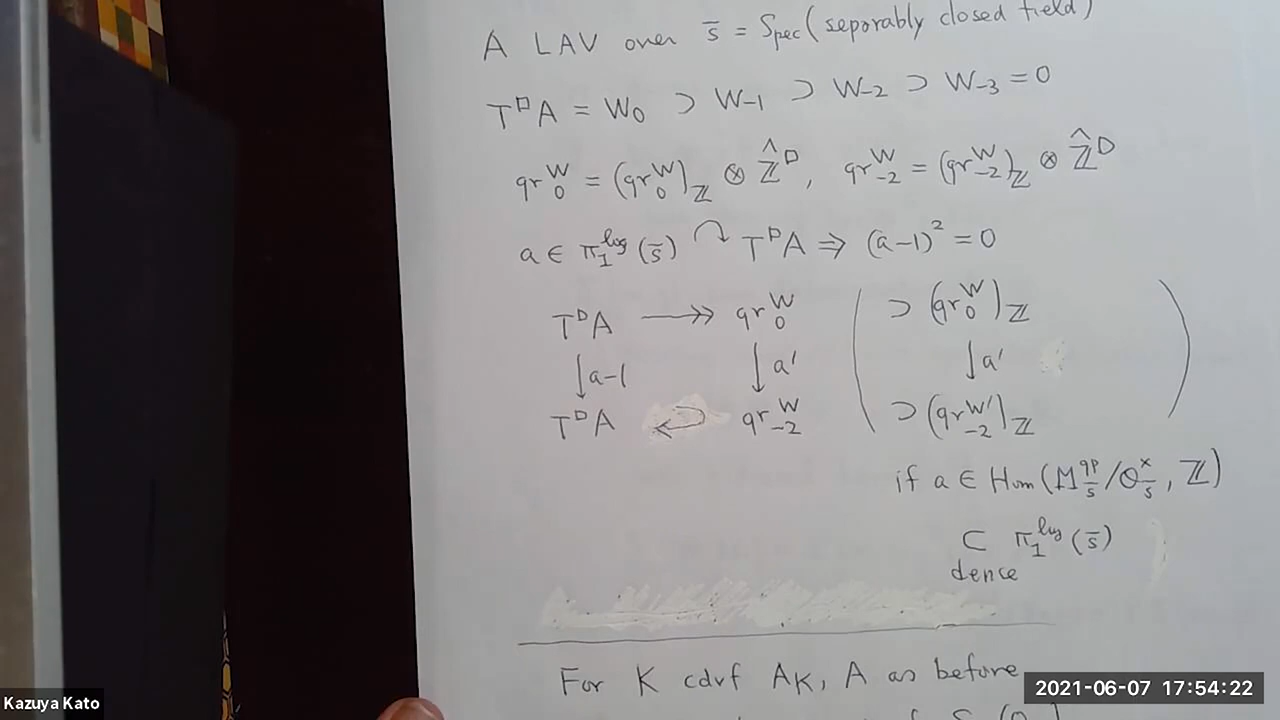 A LAV over s̄ = Spec(seporably closed field)
T^□ A = W_0 ⊃ W_{-1} ⊃ W_{-2} ⊃ W_{-3} = 0
gr^W_0 = (gr^W_0)_ℤ ⊗ ℤ̂^□, gr^W_{-2} = (gr^W_{-2})_ℤ ⊗ ℤ̂^□
a ∈ π_1^{log}(s̄) ↷ T^□A ⇒ (a-1)^2 = 0
T^□A ↠ gr^W_0 ( ⊃ (gr^W_0)_ℤ )
↓a-1 ↓a' ↓a'
T^□A ↩ gr^W_{-2} ⊃ (gr^{W'}_{-2})_ℤ
if a ∈ Hom(M^{gp}_{s̄}/O^×_{s̄}, ℤ)
⊂ π_1^{log}(s̄)
dence
For K cdvf A_K, A as before
Kazuya Kato
2021-06-07 17:54:22